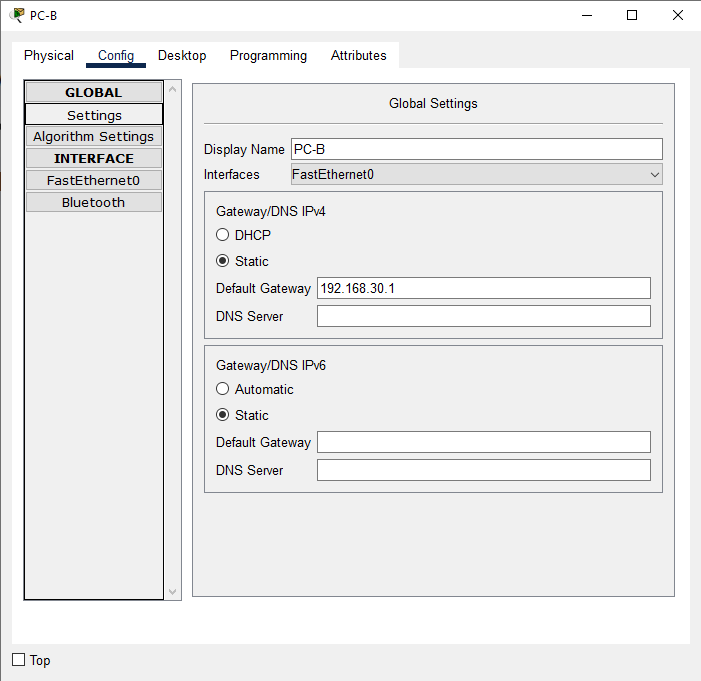 PC-B
Physical Config Desktop Programming Attributes
GLOBAL
Settings
Algorithm Settings
INTERFACE
FastEthernet0
Bluetooth
Global Settings
Display Name PC-B
Interfaces FastEthernet0
Gateway/DNS IPv4
DHCP
Static
Default Gateway 192.168.30.1
DNS Server
Gateway/DNS IPv6
Automatic
Static
Default Gateway
DNS Server
Top